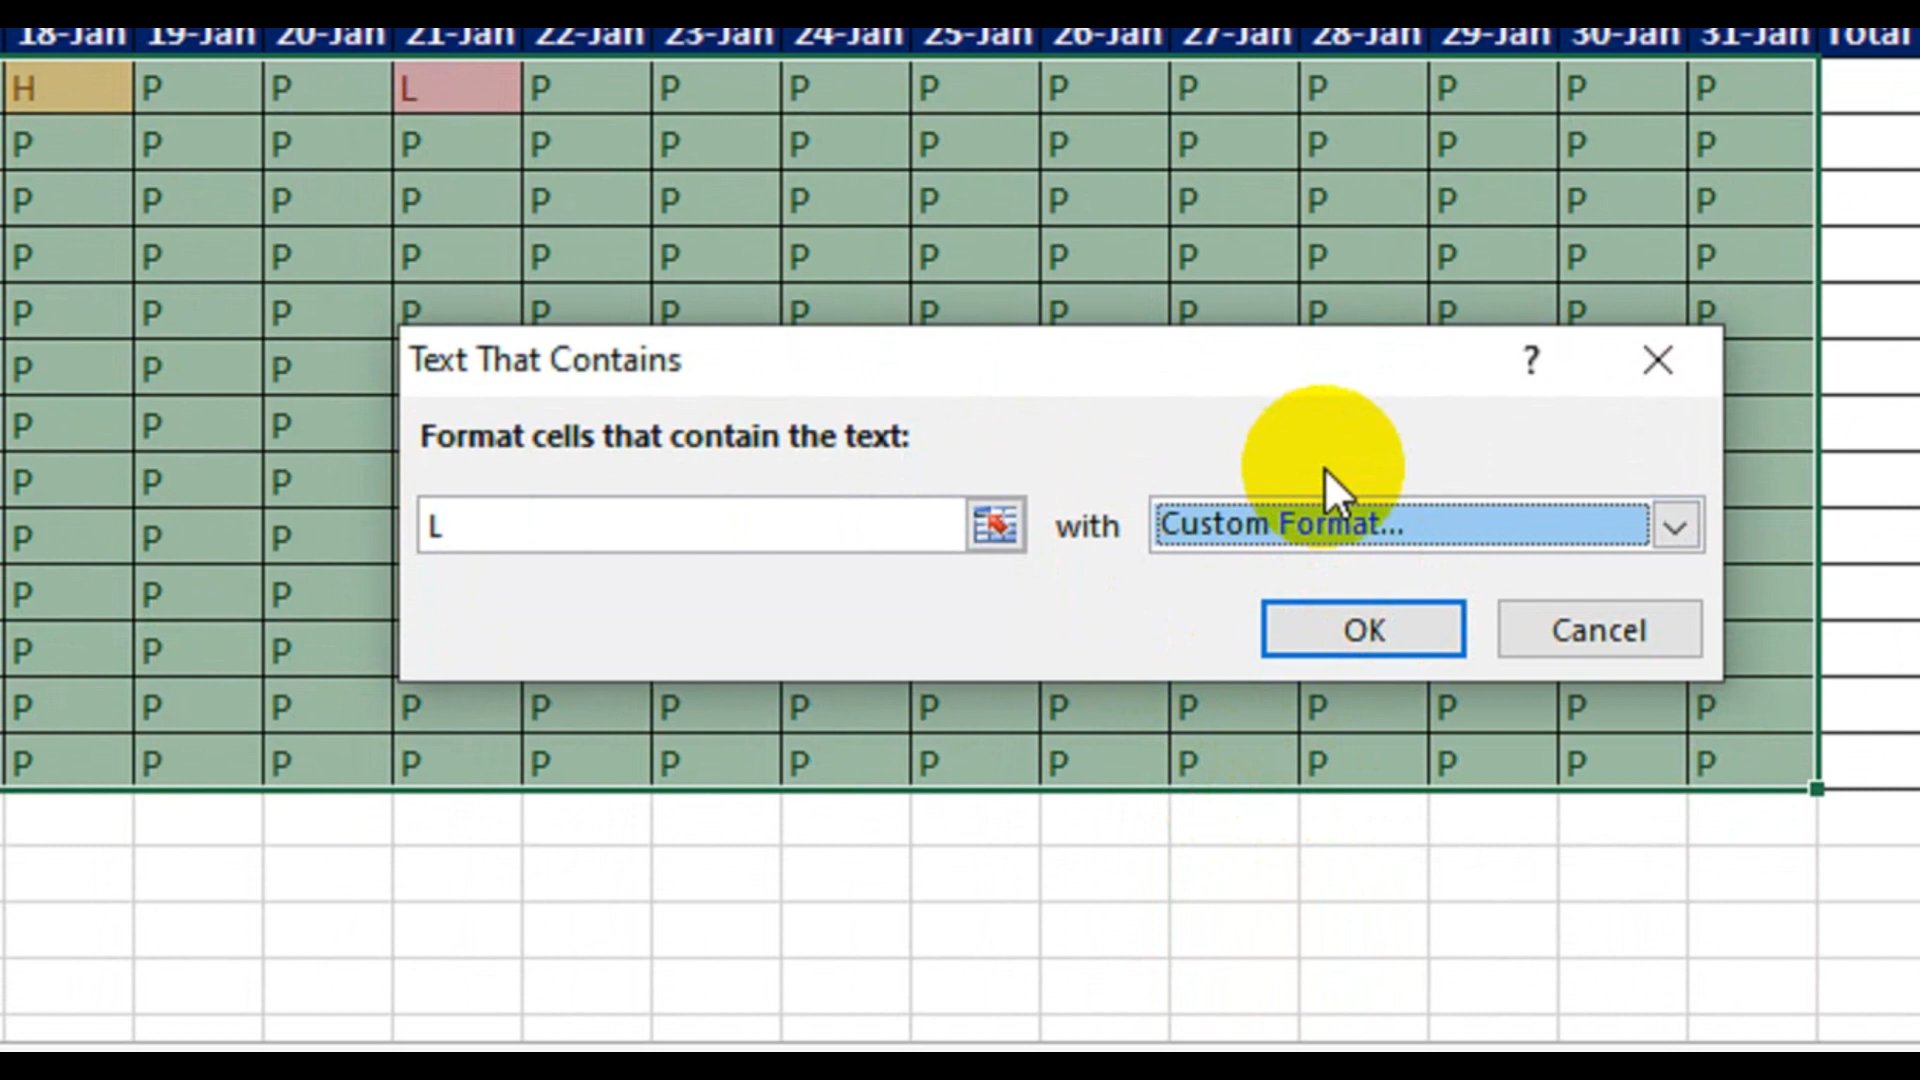 18-Jan 19-Jan 20-Jan 21-Jan 22-Jan 23-Jan 24-Jan 25-Jan 26-Jan 27-Jan 28-Jan 29-Jan 30-Jan 31-Jan Total
H P P L P P P P P P P P P P
P P P P P P P P P P P P P P
P P P P P P P P P P P P P P
P P P P P P P P P P P P P P
P P P P P P P P P P P P P P
P P P
Text That Contains ?
P P P
Format cells that contain the text:
P P P
P P P
L with Custom Format...
P P P
P P P
OK Cancel
P P P P P P P P P P P P P P
P P P P P P P P P P P P P P